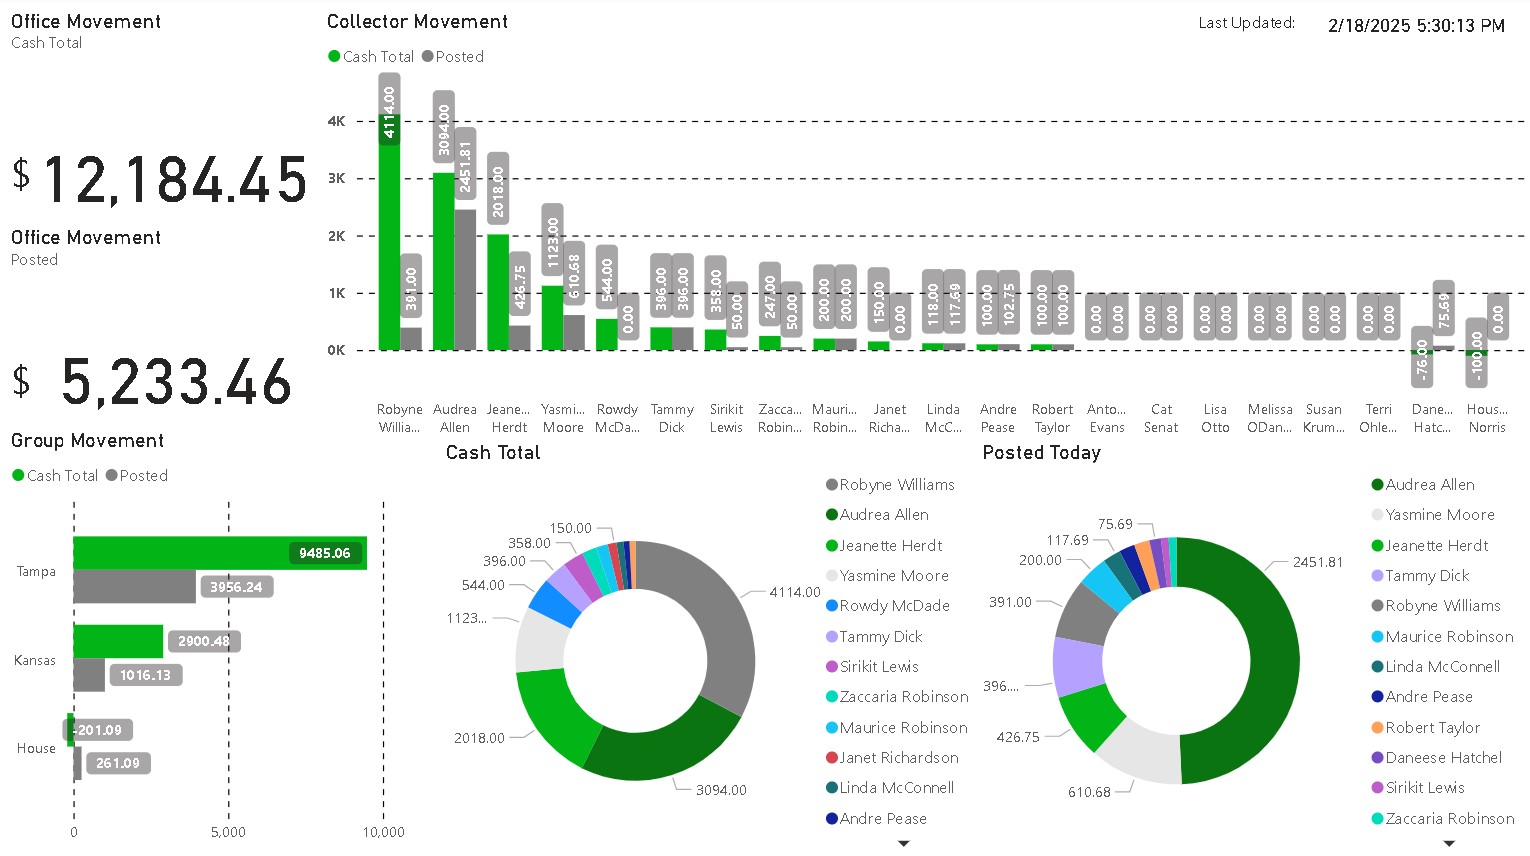 Office Movement
Cash Total
$ 12,184.45
Office Movement
Posted
$ 5,233.46
Collector Movement
Cash Total Posted
Last Updated: 2/18/2025 5:30:13 PM
4K
3K
2K
1K
0K
4114.00 391.00
3094.00 2451.81
2018.00 426.75
1123.00 610.68
544.00 0.00
396.00 396.00
358.00 50.00
247.00 50.00
200.00 200.00
150.00 0.00
118.00 117.69
100.00 102.75
100.00 100.00
0.00 0.00
0.00 0.00
0.00 0.00
0.00 0.00
0.00 0.00
0.00 0.00
-76.00 75.69
-100.00 0.00
Robyne Audrea Jeane... Yasmi... Rowdy Tammy Sirikit Zacca... Mauri... Janet Linda Andre Robert Anto... Cat Lisa Melissa Susan Terri Dane... Hous...
Willia... Allen Herdt Moore McDa... Dick Lewis Robin... Robin... Richa... McC... Pease Taylor Evans Senat Otto ODan... Krum... Ohle... Hatc... Norris
Group Movement
Cash Total Posted
Tampa 9485.06
3956.24
Kansas 2900.48
1016.13
House -201.09
261.09
0 5,000 10,000
Cash Total
150.00
358.00
396.00
544.00
1123...
2018.00
3094.00
4114.00
Robyne Williams
Audrea Allen
Jeanette Herdt
Yasmine Moore
Rowdy McDade
Tammy Dick
Sirikit Lewis
Zaccaria Robinson
Maurice Robinson
Janet Richardson
Linda McConnell
Andre Pease
Posted Today
75.69
117.69
200.00
391.00
396....
426.75
610.68
2451.81
Audrea Allen
Yasmine Moore
Jeanette Herdt
Tammy Dick
Robyne Williams
Maurice Robinson
Linda McConnell
Andre Pease
Robert Taylor
Daneese Hatchel
Sirikit Lewis
Zaccaria Robinson